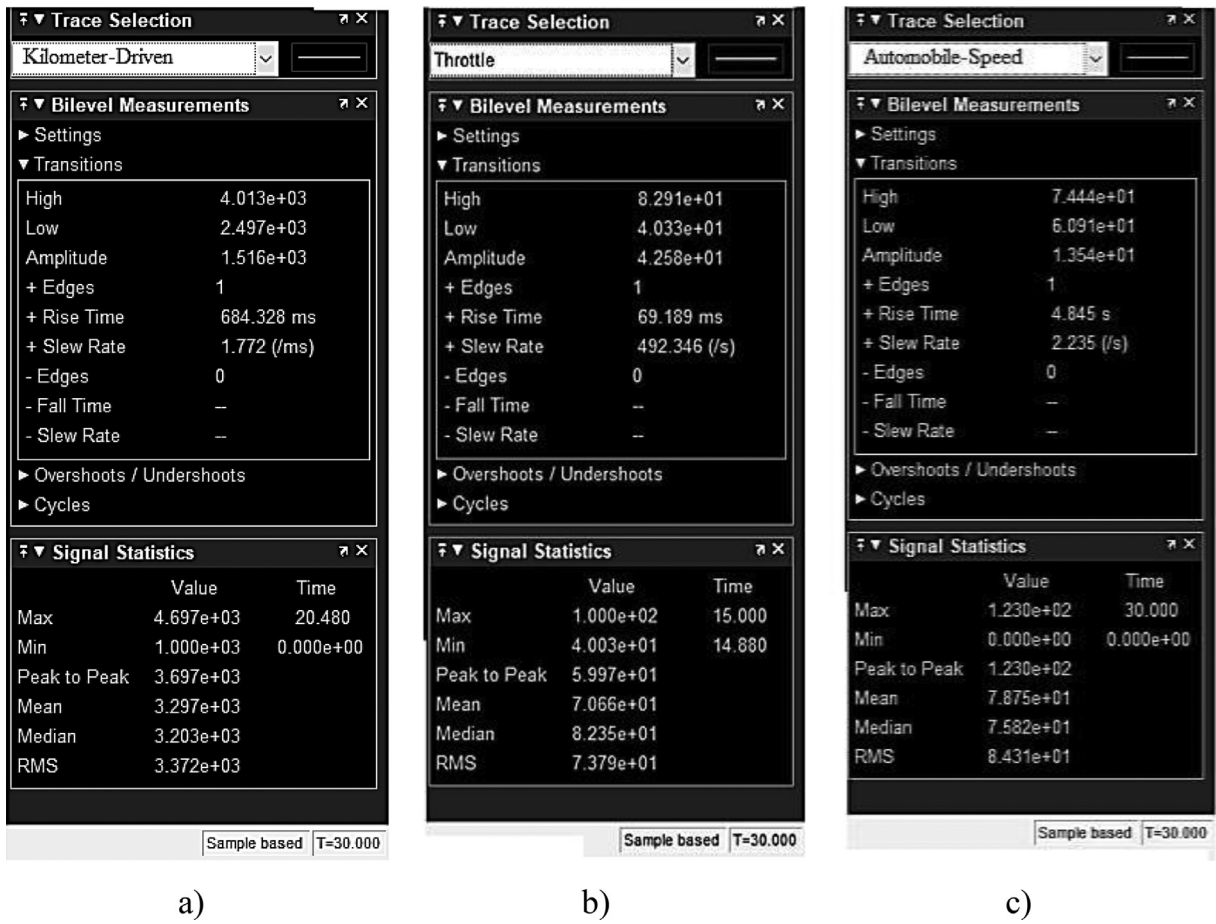 Trace Selection
Kilometer-Driven
Bilevel Measurements
Settings
Transitions
High 4.013e+03
Low 2.497e+03
Amplitude 1.516e+03
+ Edges 1
+ Rise Time 684.328 ms
+ Slew Rate 1.772 (/ms)
- Edges 0
- Fall Time --
- Slew Rate --
Overshoots / Undershoots
Cycles
Signal Statistics
Value Time
Max 4.697e+03 20.480
Min 1.000e+03 0.000e+00
Peak to Peak 3.697e+03
Mean 3.297e+03
Median 3.203e+03
RMS 3.372e+03
Sample based T=30.000
a)
Trace Selection
Throttle
Bilevel Measurements
Settings
Transitions
High 8.291e+01
Low 4.033e+01
Amplitude 4.258e+01
+ Edges 1
+ Rise Time 69.189 ms
+ Slew Rate 492.346 (/s)
- Edges 0
- Fall Time --
- Slew Rate --
Overshoots / Undershoots
Cycles
Signal Statistics
Value Time
Max 1.000e+02 15.000
Min 4.003e+01 14.880
Peak to Peak 5.997e+01
Mean 7.066e+01
Median 8.235e+01
RMS 7.379e+01
Sample based T=30.000
b)
Trace Selection
Automobile-Speed
Bilevel Measurements
Settings
Transitions
High 7.444e+01
Low 6.091e+01
Amplitude 1.354e+01
+ Edges 1
+ Rise Time 4.845 s
+ Slew Rate 2.235 (/s)
- Edges 0
- Fall Time --
- Slew Rate --
Overshoots / Undershoots
Cycles
Signal Statistics
Value Time
Max 1.230e+02 30.000
Min 0.000e+00 0.000e+00
Peak to Peak 1.230e+02
Mean 7.875e+01
Median 7.582e+01
RMS 8.431e+01
Sample based T=30.000
c)